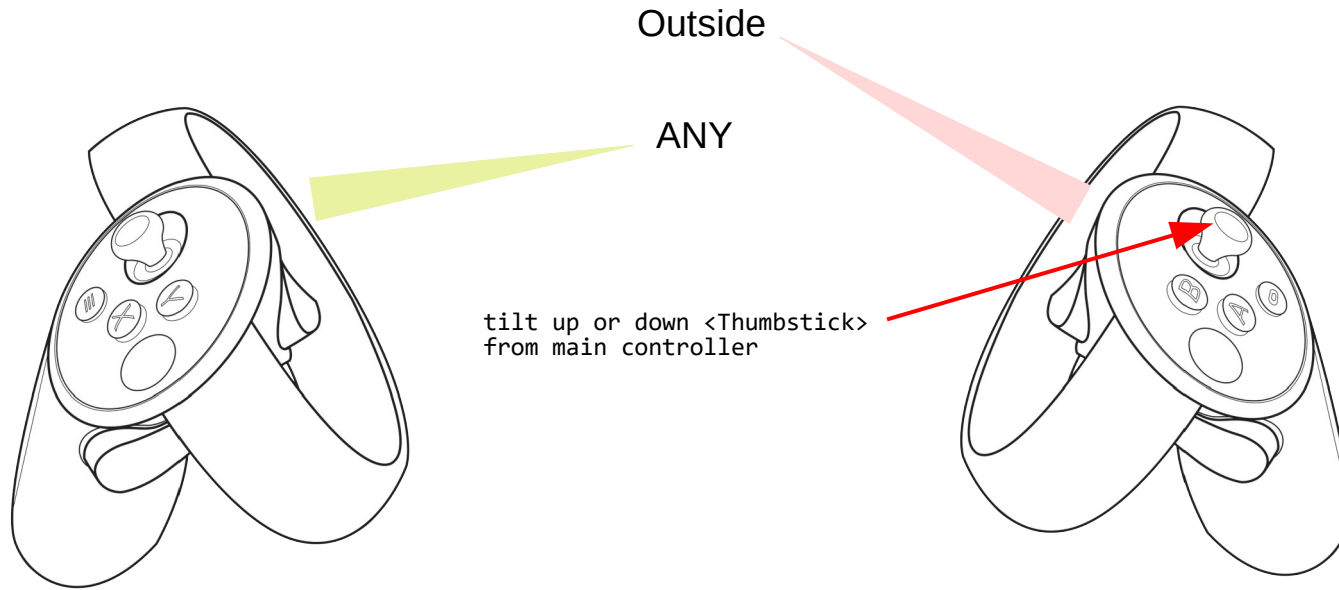 Outside
ANY
tilt up or down <Thumbstick>
from main controller
X
Y
B
A